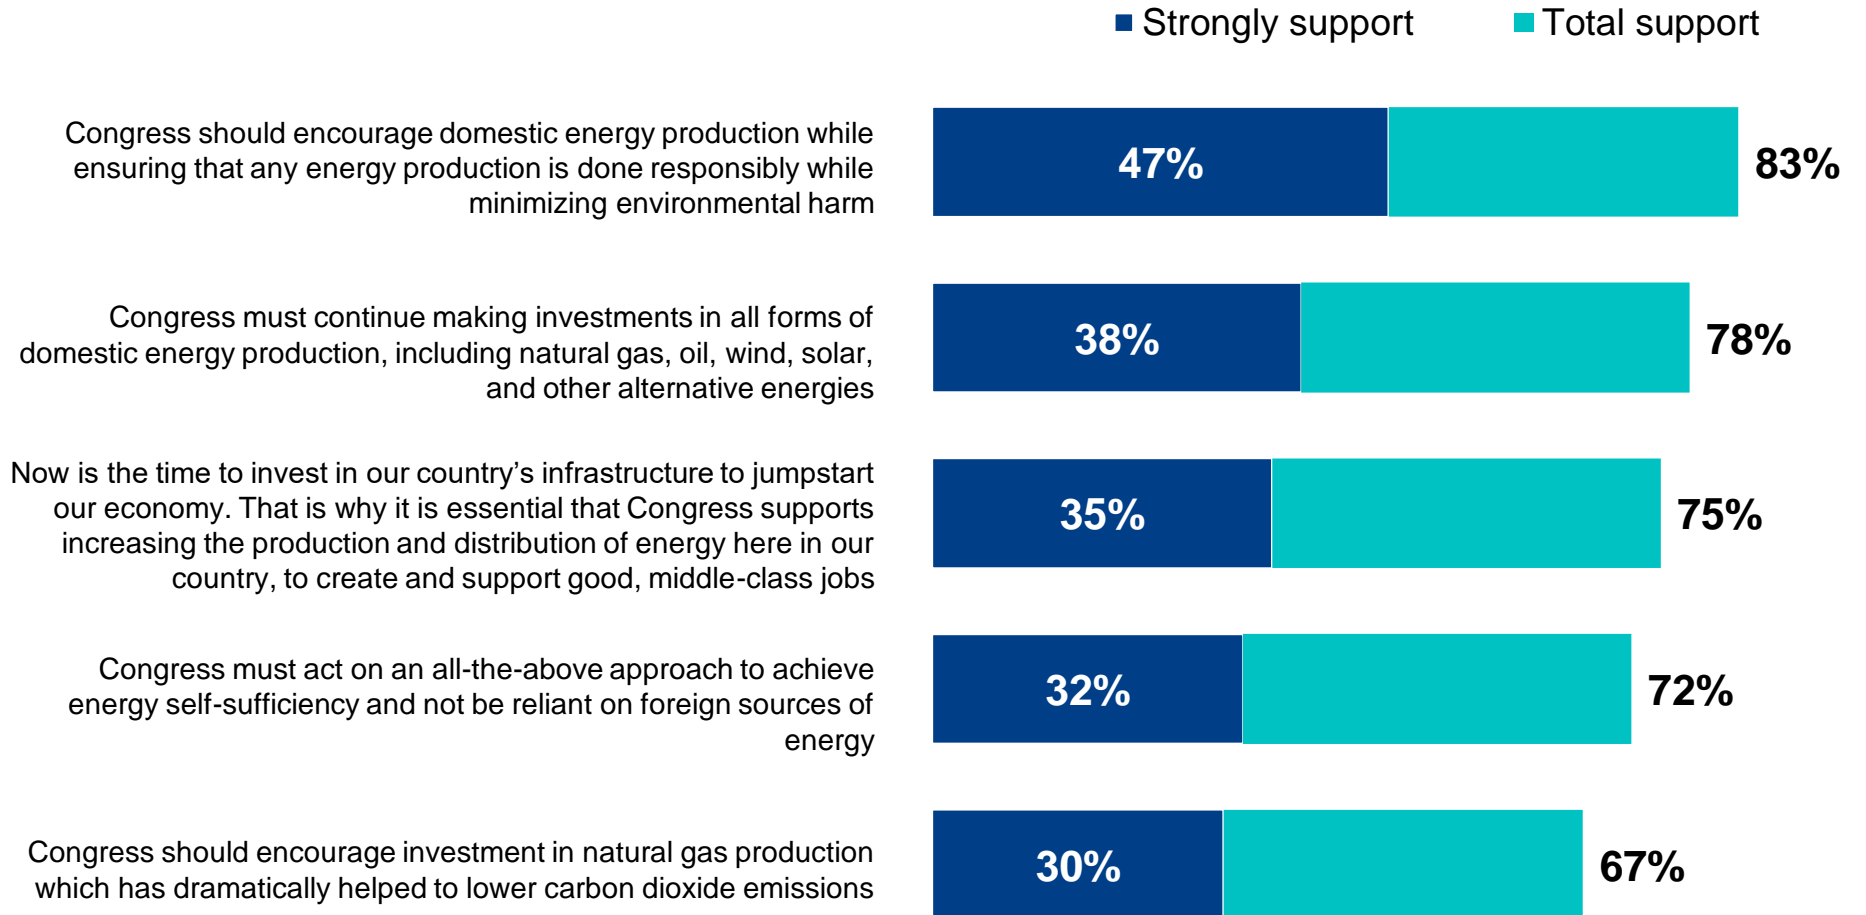 Strongly support Total support
Congress should encourage domestic energy production while
ensuring that any energy production is done responsibly while
minimizing environmental harm
47% 83%
Congress must continue making investments in all forms of
domestic energy production, including natural gas, oil, wind, solar,
and other alternative energies
38% 78%
Now is the time to invest in our country’s infrastructure to jumpstart
our economy. That is why it is essential that Congress supports
increasing the production and distribution of energy here in our
country, to create and support good, middle-class jobs
35% 75%
Congress must act on an all-the-above approach to achieve
energy self-sufficiency and not be reliant on foreign sources of
energy
32% 72%
Congress should encourage investment in natural gas production
which has dramatically helped to lower carbon dioxide emissions
30% 67%